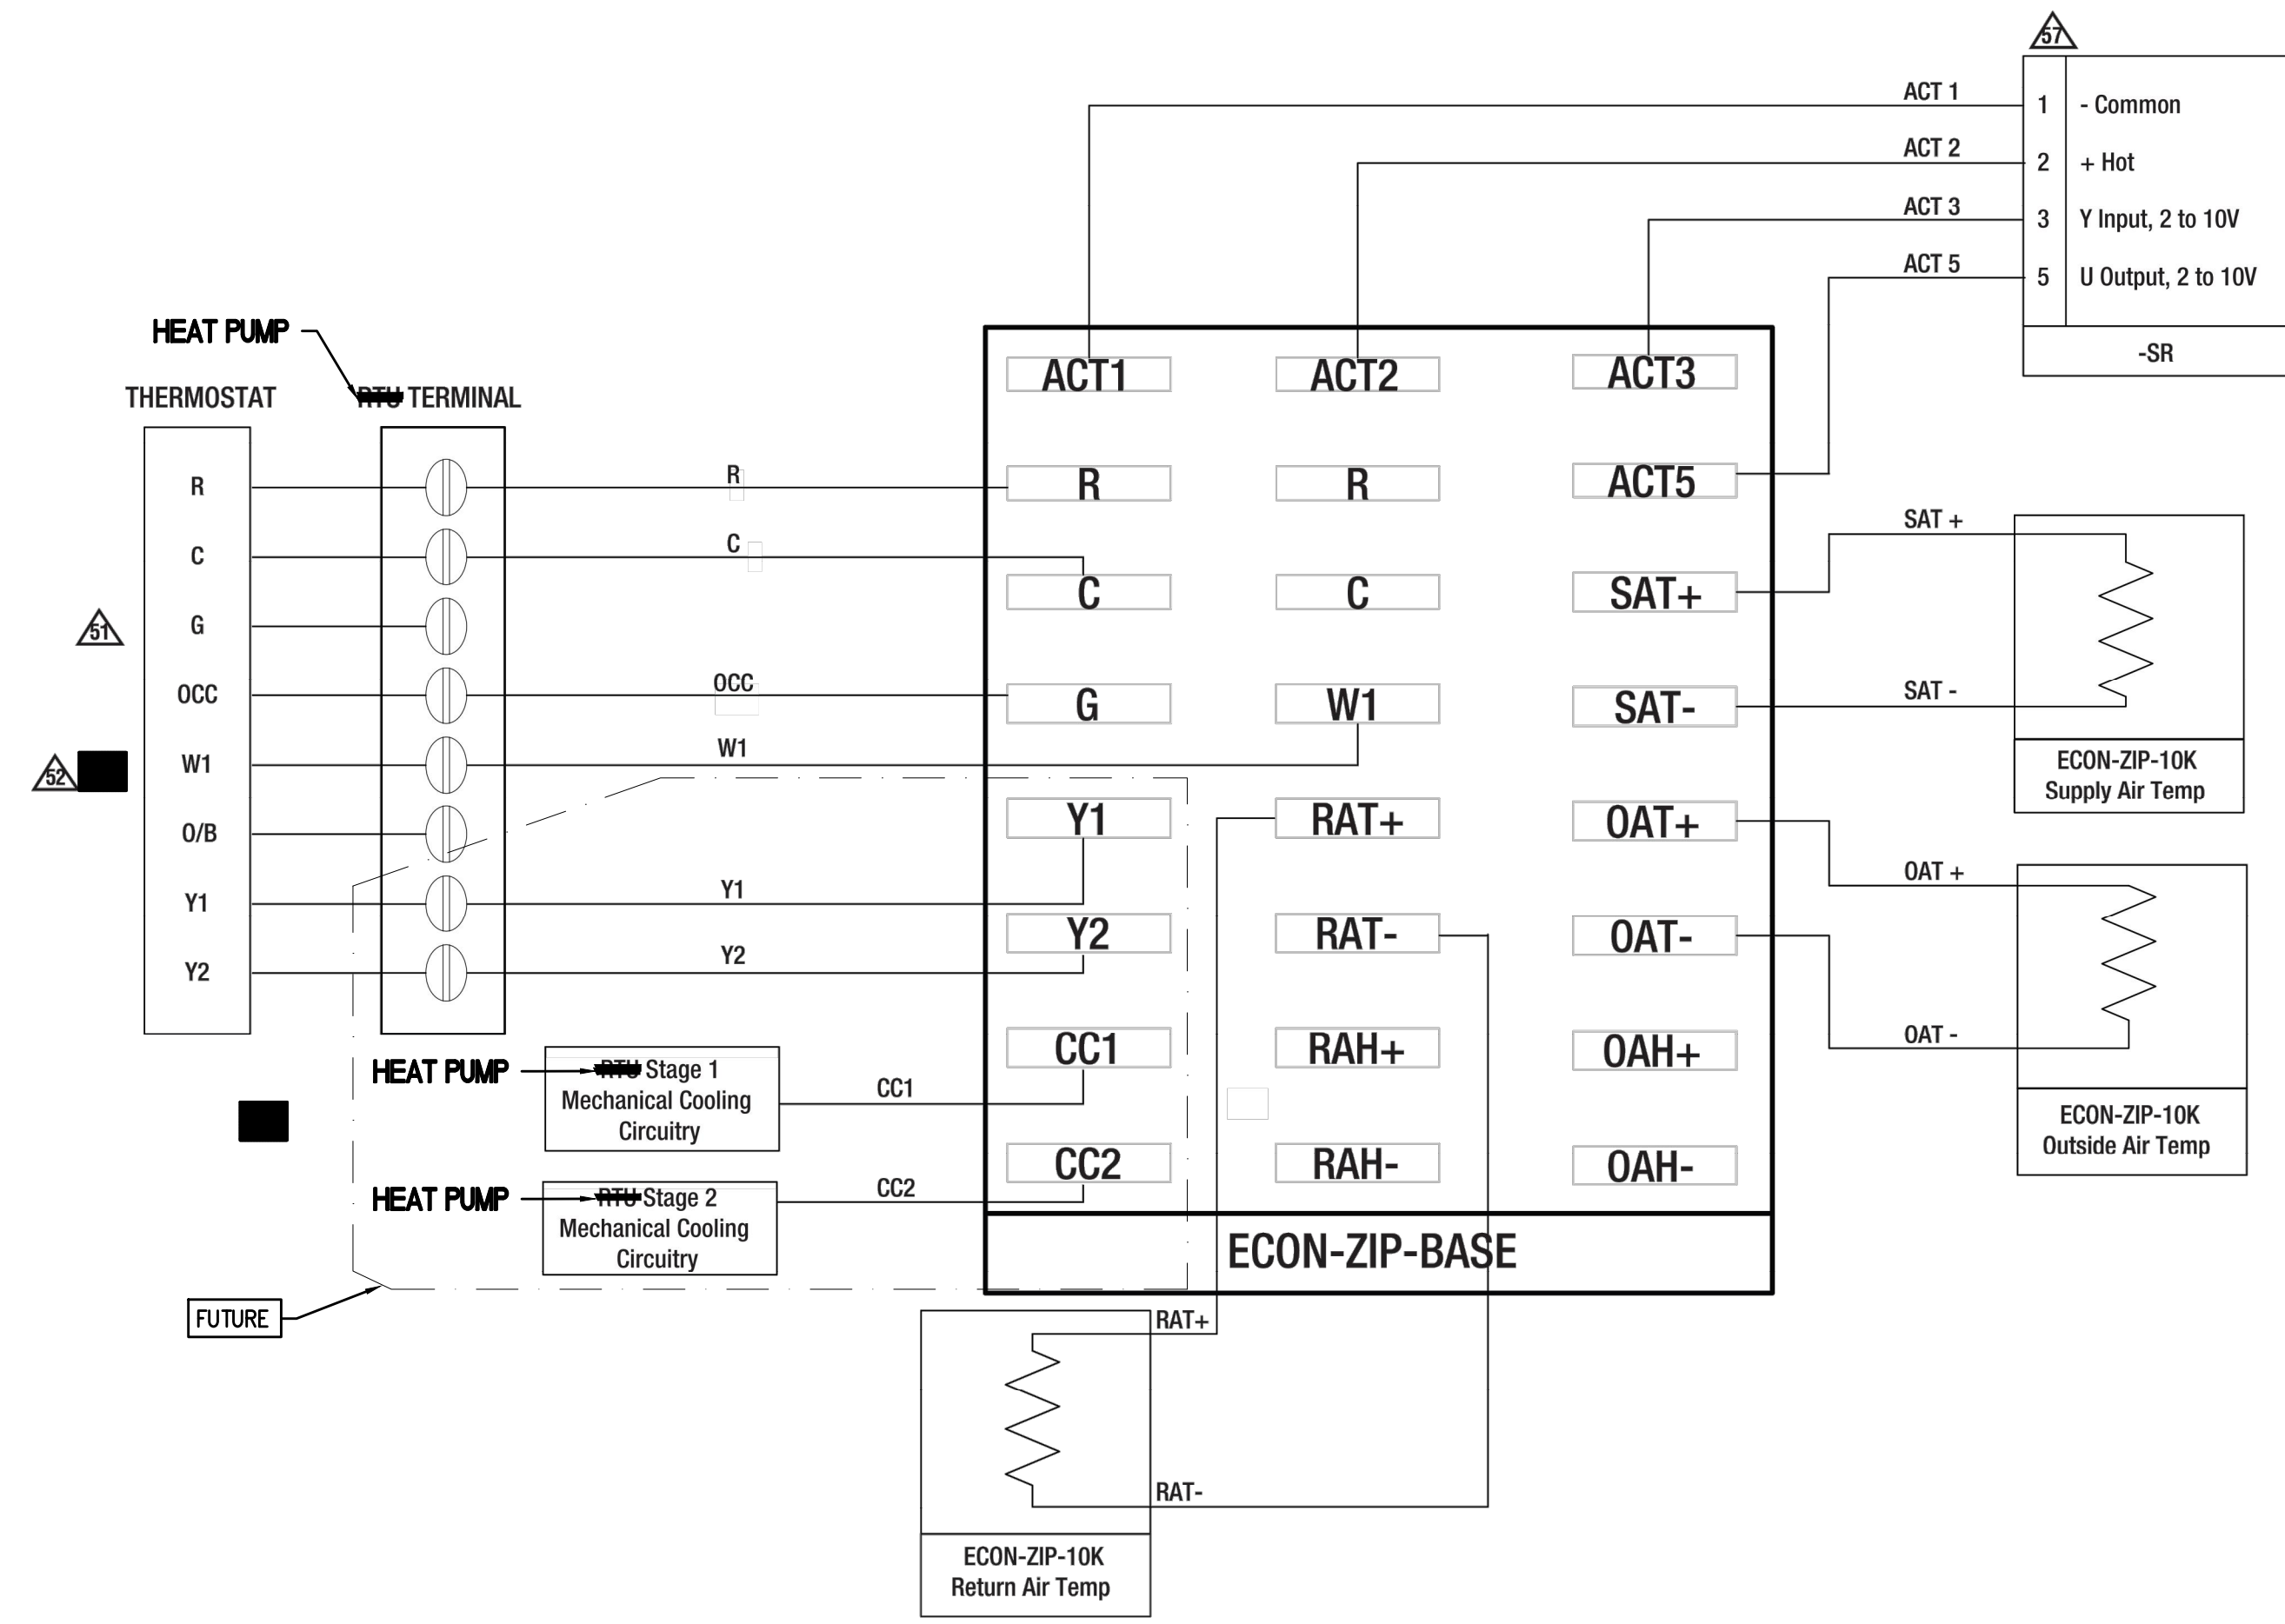 57
ACT 1
1 - Common
ACT 2
2 + Hot
ACT 3
3 Y Input, 2 to 10V
ACT 5
5 U Output, 2 to 10V
-SR
HEAT PUMP
THERMOSTAT
RTU TERMINAL
R
C
51
G
OCC
52
W1
O/B
Y1
Y2
R
C
OCC
W1
Y1
Y2
HEAT PUMP
RTU Stage 1
Mechanical Cooling
Circuitry
CC1
HEAT PUMP
RTU Stage 2
Mechanical Cooling
Circuitry
CC2
FUTURE
ACT1 ACT2 ACT3
R R ACT5
C C SAT+
G W1 SAT-
Y1 RAT+ OAT+
Y2 RAT- OAT-
CC1 RAH+ OAH+
CC2 RAH- OAH-
ECON-ZIP-BASE
SAT +
SAT -
ECON-ZIP-10K
Supply Air Temp
OAT +
OAT -
ECON-ZIP-10K
Outside Air Temp
RAT+
RAT-
ECON-ZIP-10K
Return Air Temp